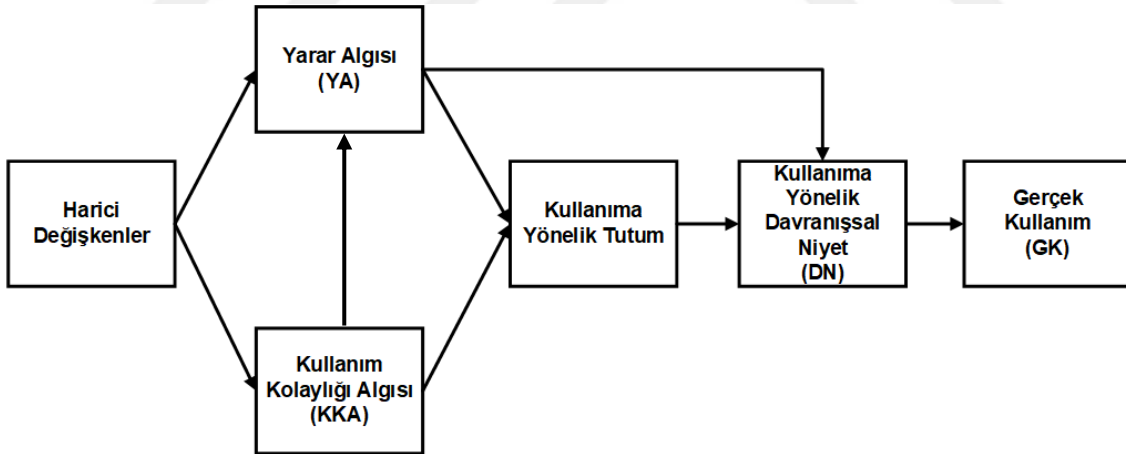 Yarar Algısı
(YA)
Harici
Değişkenler
Kullanıma
Yönelik Tutum
Kullanıma
Yönelik
Davranışsal
Niyet
(DN)
Gerçek
Kullanım
(GK)
Kullanım
Kolaylığı Algısı
(KKA)